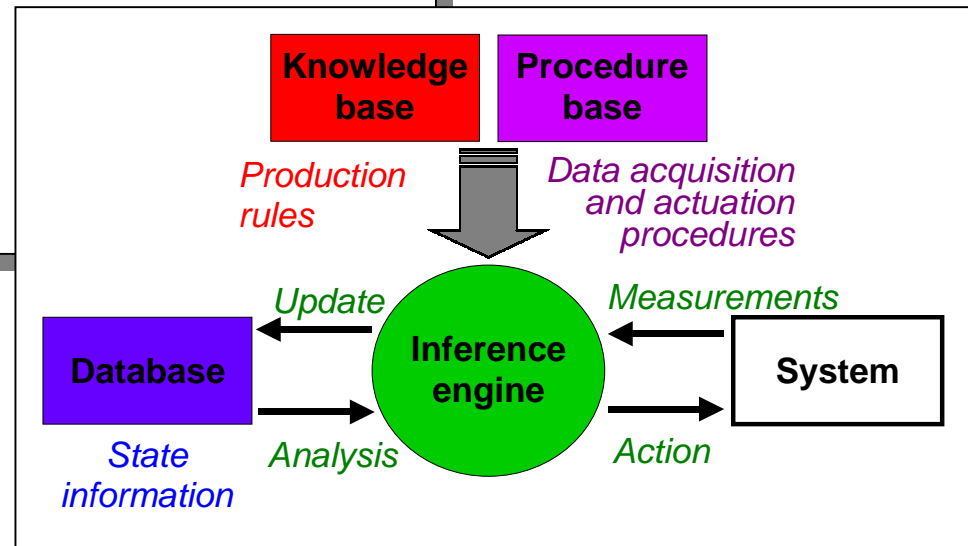 Knowledge
base
Procedure
base
Production
rules
Data acquisition
and actuation
procedures
Update
Measurements
Database
Inference
engine
System
State
information
Analysis
Action